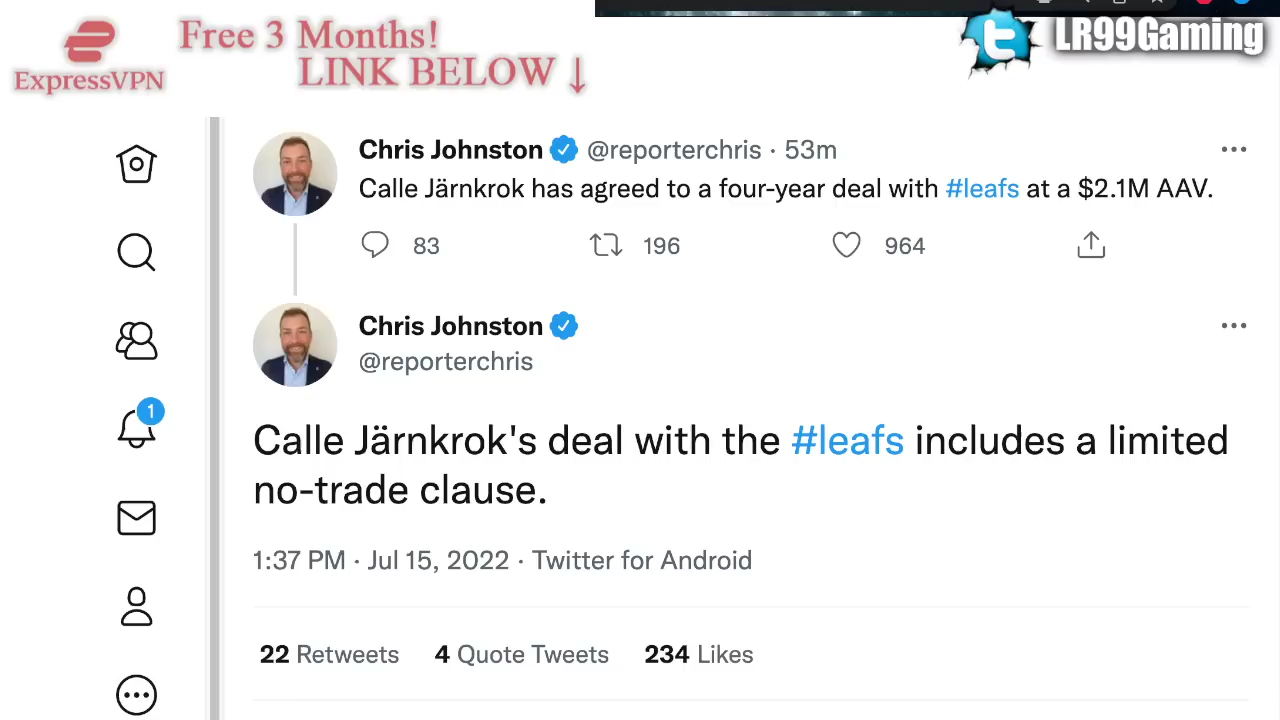 Free 3 Months!
LINK BELOW ↓
ExpressVPN
LR99Gaming
Chris Johnston @reporterchris · 53m
Calle Järnkrok has agreed to a four-year deal with #leafs at a $2.1M AAV.
83 196 964
Chris Johnston
@reporterchris
1
Calle Järnkrok's deal with the #leafs includes a limited
no-trade clause.
1:37 PM · Jul 15, 2022 · Twitter for Android
22 Retweets 4 Quote Tweets 234 Likes